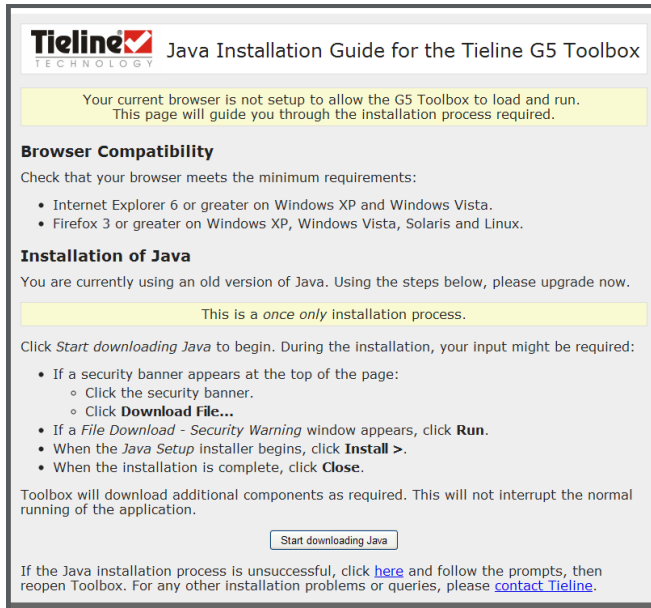 Tieline
TECHNOLOGY
Java Installation Guide for the Tieline G5 Toolbox
Your current browser is not setup to allow the G5 Toolbox to load and run.
This page will guide you through the installation process required.
Browser Compatibility
Check that your browser meets the minimum requirements:
• Internet Explorer 6 or greater on Windows XP and Windows Vista.
• Firefox 3 or greater on Windows XP, Windows Vista, Solaris and Linux.
Installation of Java
You are currently using an old version of Java. Using the steps below, please upgrade now.
This is a once only installation process.
Click Start downloading Java to begin. During the installation, your input might be required:
• If a security banner appears at the top of the page:
◦ Click the security banner.
◦ Click Download File...
• If a File Download - Security Warning window appears, click Run.
• When the Java Setup installer begins, click Install >.
• When the installation is complete, click Close.
Toolbox will download additional components as required. This will not interrupt the normal
running of the application.
Start downloading Java
If the Java installation process is unsuccessful, click here and follow the prompts, then
reopen Toolbox. For any other installation problems or queries, please contact Tieline.